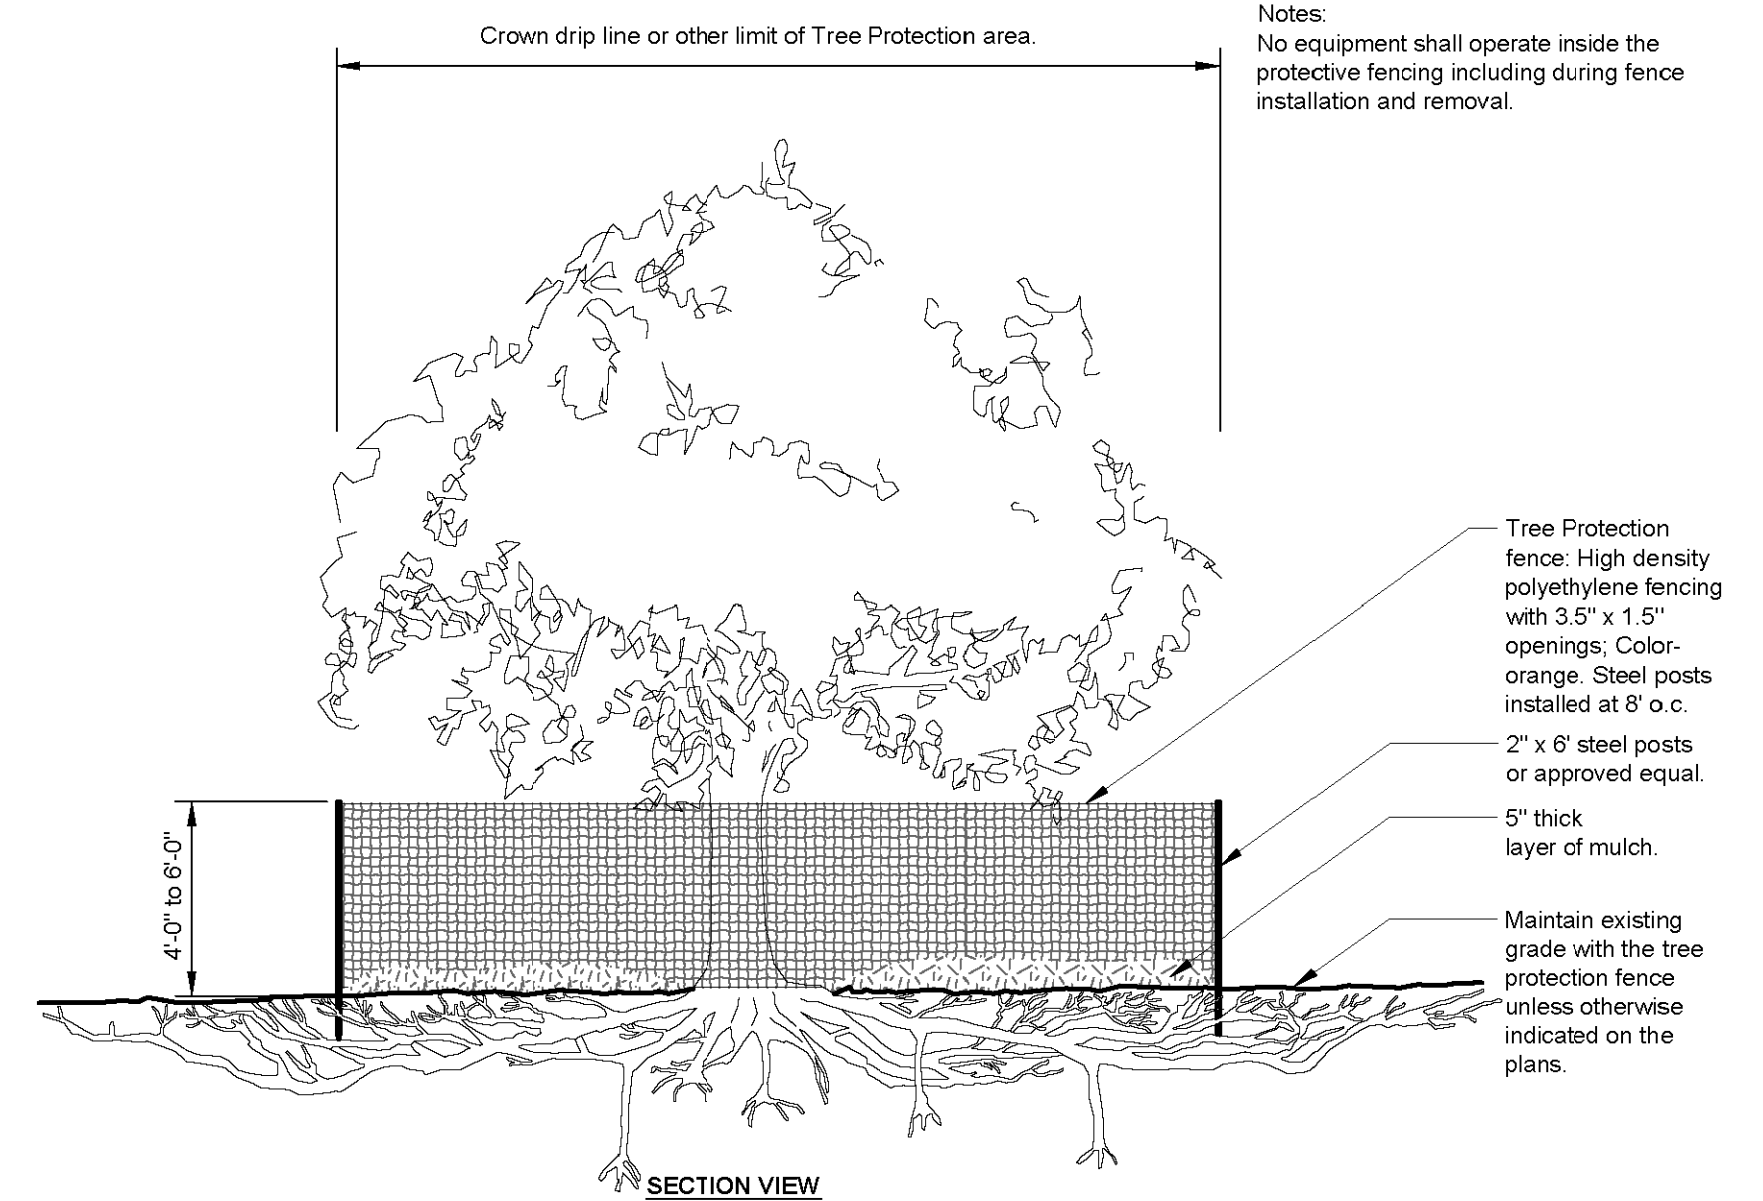 Crown drip line or other limit of Tree Protection area.
Notes:
No equipment shall operate inside the
protective fencing including during fence
installation and removal.
Tree Protection
fence: High density
polyethylene fencing
with 3.5" x 1.5"
openings; Color-
orange. Steel posts
installed at 8' o.c.
2" x 6' steel posts
or approved equal.
5" thick
layer of mulch.
4'-0" to 6'-0"
Maintain existing
grade with the tree
protection fence
unless otherwise
indicated on the
plans.
SECTION VIEW